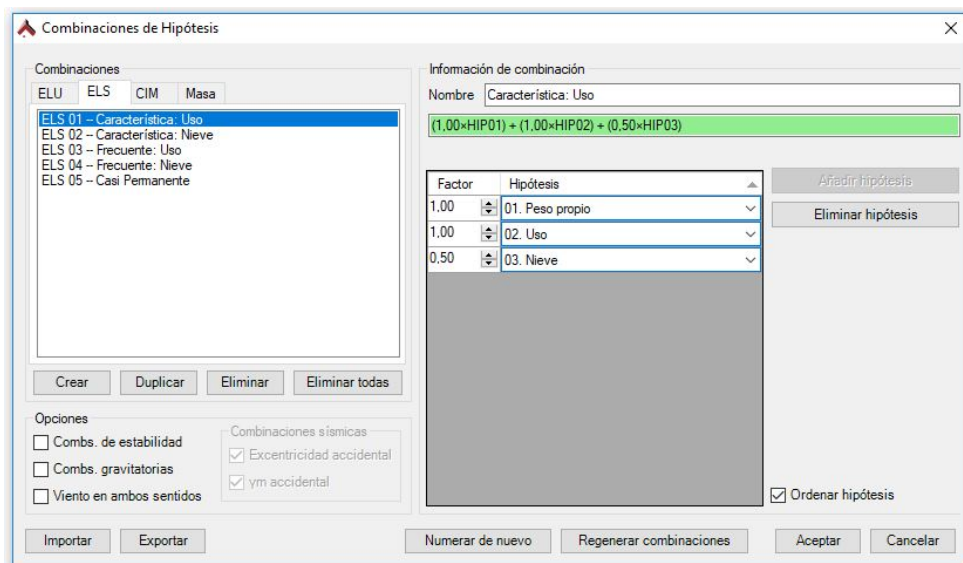 Combinaciones de Hipótesis
Combinaciones
ELU ELS CIM Masa
ELS 01 – Característica: Uso
ELS 02 – Característica: Nieve
ELS 03 – Frecuente: Uso
ELS 04 – Frecuente: Nieve
ELS 05 – Casi Permanente
Crear Duplicar Eliminar Eliminar todas
Opciones
Combs. de estabilidad
Combs. gravitatorias
Viento en ambos sentidos
Combinaciones sísmicas
Excentricidad accidental
γm accidental
Información de combinación
Nombre Característica: Uso
(1,00×HIP01) + (1,00×HIP02) + (0,50×HIP03)
Factor Hipótesis
1,00 01. Peso propio
1,00 02. Uso
0,50 03. Nieve
Añadir hipótesis
Eliminar hipótesis
Ordenar hipótesis
Importar Exportar Numerar de nuevo Regenerar combinaciones Aceptar Cancelar